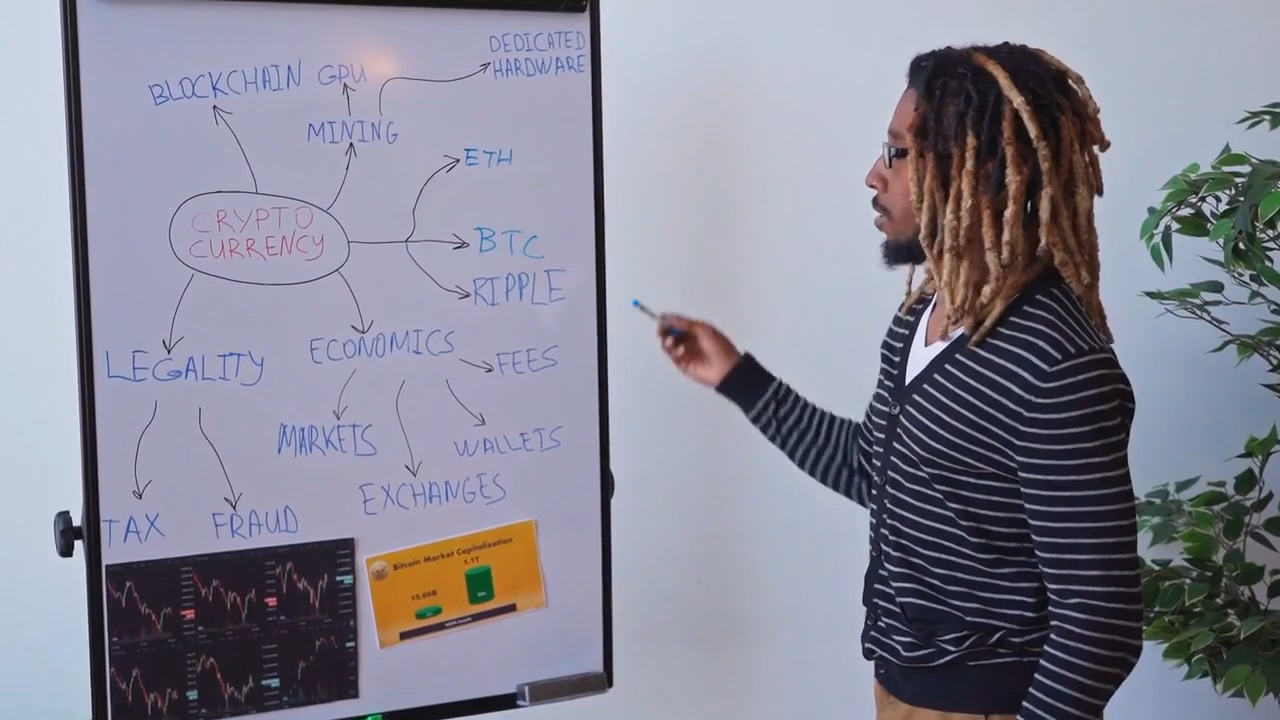 DEDICATED
HARDWARE
BLOCKCHAIN GPU
MINING
ETH
CRYPTO
CURRENCY
BTC
RIPPLE
LEGALITY
ECONOMICS
FEES
MARKETS
WALLETS
EXCHANGES
TAX
FRAUD
Bitcoin Market Capitalization
1.1T
15.05B